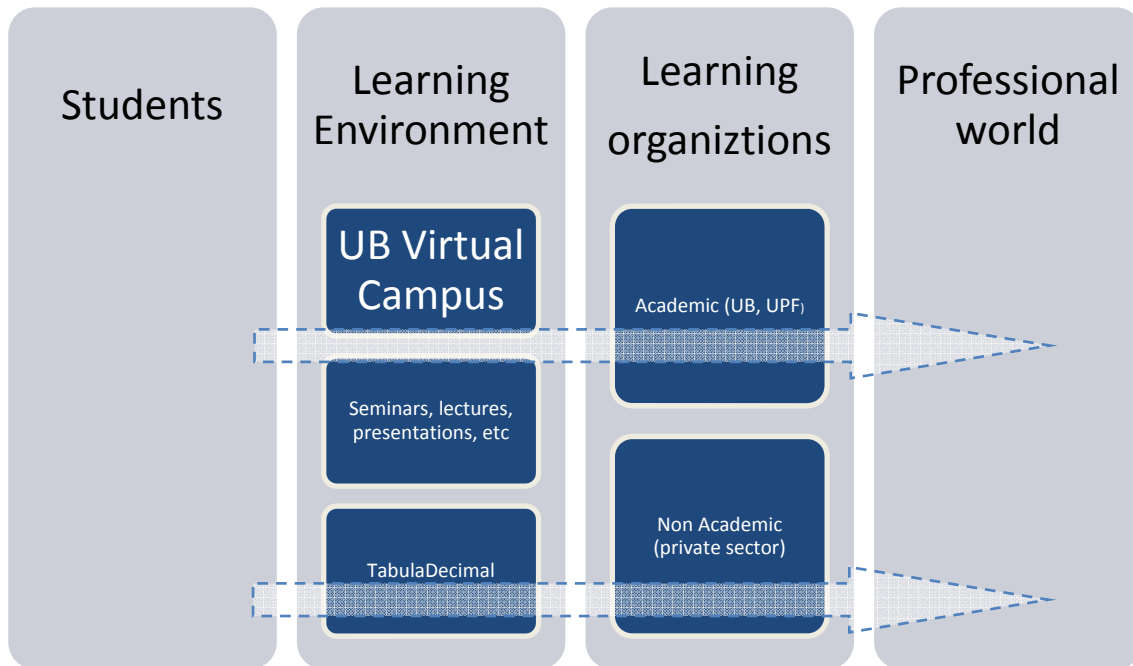 Students
Learning
Environment
UB Virtual
Campus
Seminars, lectures,
presentations, etc
TabulaDecimal
Learning
organiztions
Academic (UB, UPF)
Non Academic
(private sector)
Professional
world